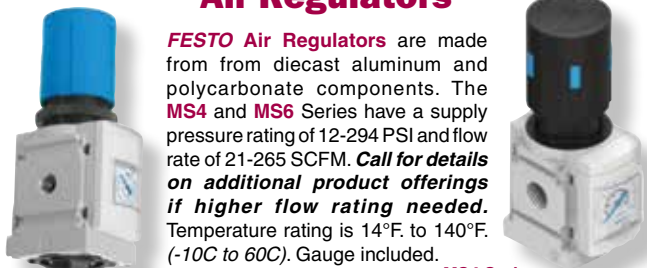 Air Regulators
FESTO Air Regulators are made
from from diecast aluminum and
polycarbonate components. The
MS4 and MS6 Series have a supply
pressure rating of 12-294 PSI and flow
rate of 21-265 SCFM. Call for details
on additional product offerings
if higher flow rating needed.
Temperature rating is 14°F. to 140°F.
(-10C to 60C). Gauge included.